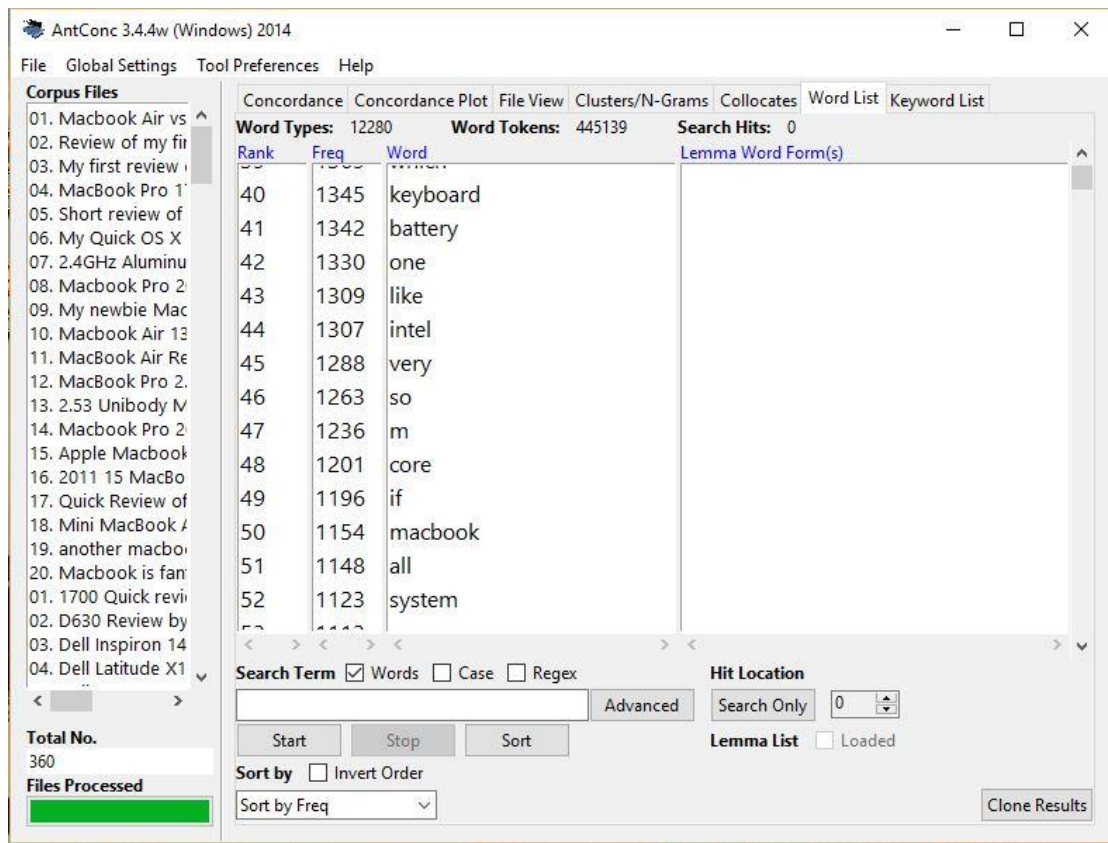 AntConc 3.4.4w (Windows) 2014
File Global Settings Tool Preferences Help
Corpus Files
01. Macbook Air vs
02. Review of my fir
03. My first review
04. MacBook Pro 1
05. Short review of
06. My Quick OS X
07. 2.4GHz Aluminu
08. Macbook Pro 2
09. My newbie Mac
10. Macbook Air 13
11. MacBook Air Re
12. MacBook Pro 2.
13. 2.53 Unibody M
14. Macbook Pro 2
15. Apple Macbook
16. 2011 15 MacBo
17. Quick Review of
18. Mini MacBook A
19. another macbo
20. Macbook is fan
01. 1700 Quick revi
02. D630 Review by
03. Dell Inspiron 14
04. Dell Latitude X1
Total No.
360
Files Processed
Concordance Concordance Plot File View Clusters/N-Grams Collocates Word List Keyword List
Word Types: 12280 Word Tokens: 445139 Search Hits: 0
Rank Freq Word Lemma Word Form(s)
40 1345 keyboard
41 1342 battery
42 1330 one
43 1309 like
44 1307 intel
45 1288 very
46 1263 so
47 1236 m
48 1201 core
49 1196 if
50 1154 macbook
51 1148 all
52 1123 system
Search Term Words Case Regex Hit Location
Advanced Search Only 0
Start Stop Sort Lemma List Loaded
Sort by Invert Order
Sort by Freq Clone Results